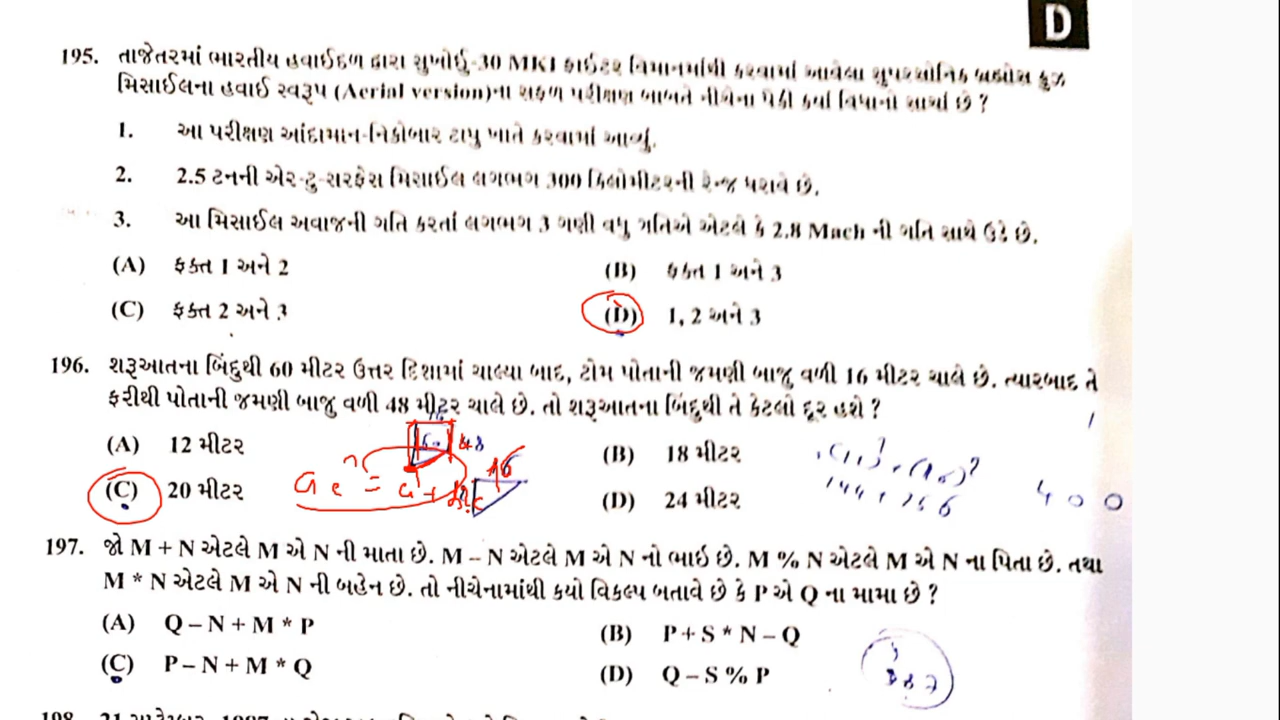 D
195. તાજેતરમાં ભારતીય હવાઈદળ દ્વારા સુખોઈ-30 MKI ફાઈટર વિમાનમાંથી કરવામાં આવેલા સુપરસોનિક બ્રહ્મોસ ક્રુઝ
મિસાઈલના હવાઈ સ્વરૂપ (Aerial version)ના સફળ પરીક્ષણ બાબતે નીચેના પૈકી કયાં વિધાનો સાચાં છે ?
1. આ પરીક્ષણ આંદામાન-નિકોબાર ટાપુ ખાતે કરવામાં આવ્યું.
2. 2.5 ટનની એર-ટુ-સરફેસ મિસાઈલ લગભગ 300 કિલોમીટરની રેન્જ ધરાવે છે.
3. આ મિસાઈલ અવાજની ગતિ કરતાં લગભગ 3 ગણી વધુ ગતિએ એટલે કે 2.8 Mach ની ગતિ સાથે ઉડે છે.
(A) ફક્ત 1 અને 2 (B) ફક્ત 1 અને 3
(C) ફક્ત 2 અને 3 (D) 1, 2 અને 3
196. શરૂઆતના બિંદુથી 60 મીટર ઉત્તર દિશામાં ચાલ્યા બાદ, ટોમ પોતાની જમણી બાજુ વળી 16 મીટર ચાલે છે. ત્યારબાદ તે
ફરીથી પોતાની જમણી બાજુ વળી 48 મીટર ચાલે છે. તો શરૂઆતના બિંદુથી તે કેટલો દૂર હશે ?
(A) 12 મીટર (B) 18 મીટર
48
16
(C) 20 મીટર (D) 24 મીટર
144 + 256
400
197. જો M + N એટલે M એ N ની માતા છે. M – N એટલે M એ N નો ભાઈ છે. M % N એટલે M એ N ના પિતા છે. તથા
M * N એટલે M એ N ની બહેન છે. તો નીચેનામાંથી કયો વિકલ્પ બતાવે છે કે P એ Q ના મામા છે ?
(A) Q – N + M * P (B) P + S * N – Q
(C) P – N + M * Q (D) Q – S % P